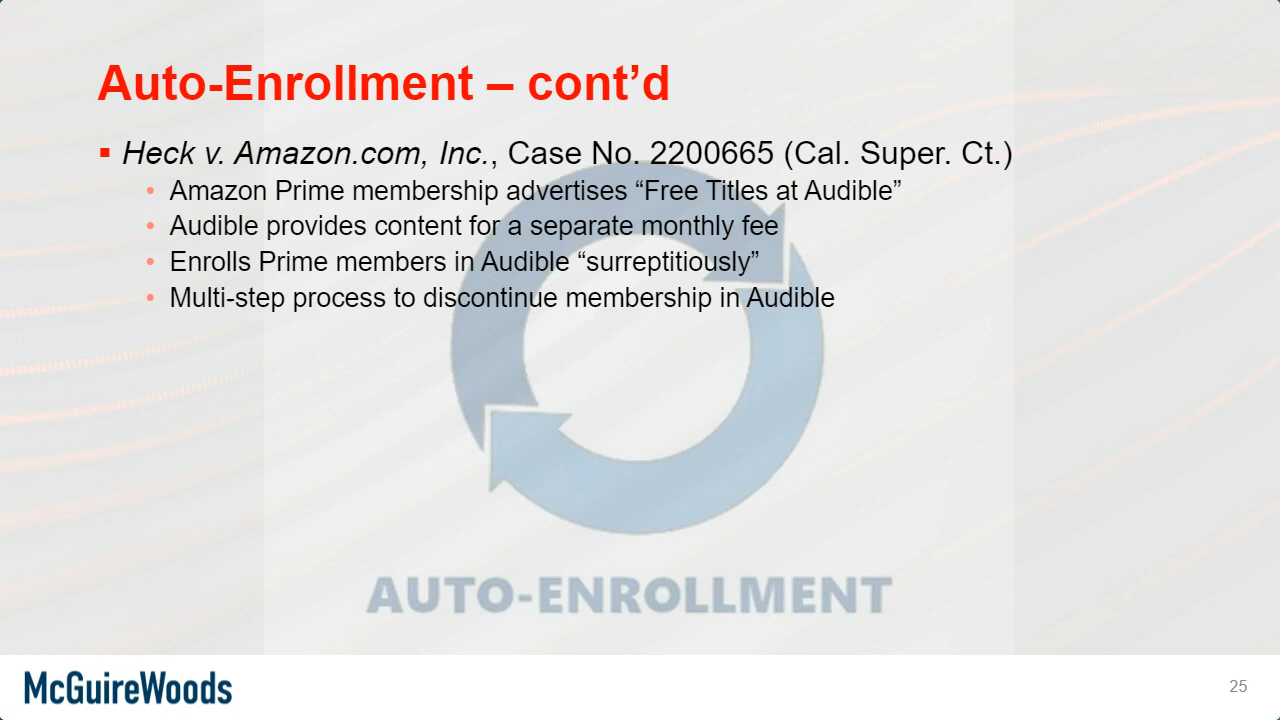 Auto-Enrollment – cont’d
▪ Heck v. Amazon.com, Inc., Case No. 2200665 (Cal. Super. Ct.)
• Amazon Prime membership advertises “Free Titles at Audible”
• Audible provides content for a separate monthly fee
• Enrolls Prime members in Audible “surreptitiously”
• Multi-step process to discontinue membership in Audible
AUTO-ENROLLMENT
McGuireWoods
25